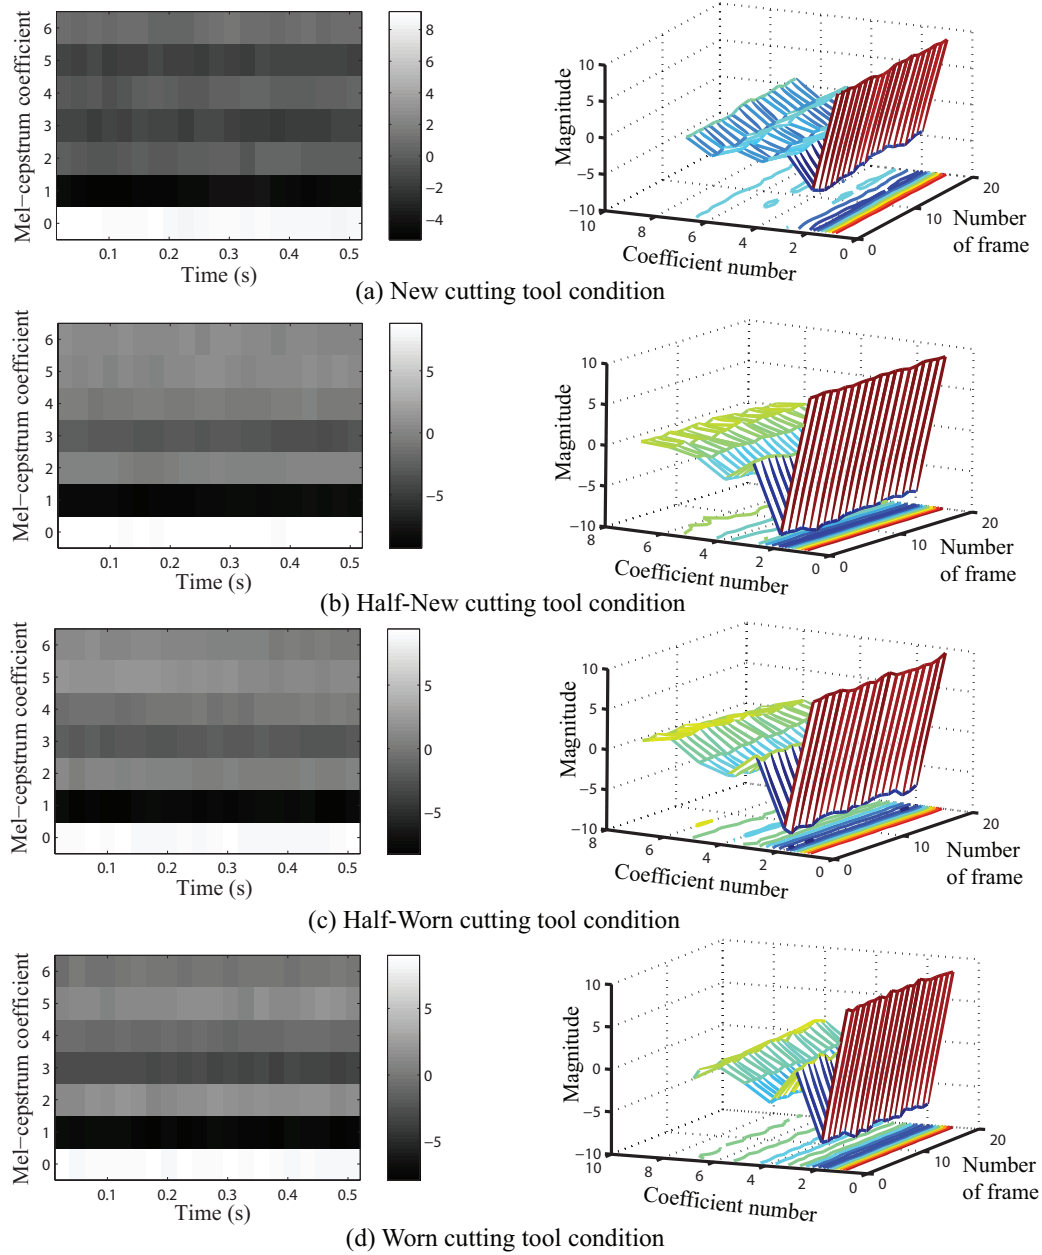 Mel−cepstrum coefficient
6
5
4
3
2
1
0
0.1 0.2 0.3 0.4 0.5
Time (s)
8
6
4
2
0
−2
−4
Magnitude
10
5
0
−5
−10
10 8 6 4 2 0
Coefficient number
0 10 20
Number
of frame
(a) New cutting tool condition
Mel−cepstrum coefficient
6
5
4
3
2
1
0
0.1 0.2 0.3 0.4 0.5
Time (s)
5
0
−5
Magnitude
10
5
0
−5
−10
8 6 4 2 0
Coefficient number
0 10 20
Number
of frame
(b) Half-New cutting tool condition
Mel−cepstrum coefficient
6
5
4
3
2
1
0
0.1 0.2 0.3 0.4 0.5
Time (s)
5
0
−5
Magnitude
10
5
0
−5
−10
8 6 4 2 0
Coefficient number
0 10 20
Number
of frame
(c) Half-Worn cutting tool condition
Mel−cepstrum coefficient
6
5
4
3
2
1
0
0.1 0.2 0.3 0.4 0.5
Time (s)
5
0
−5
Magnitude
10
5
0
−5
−10
10 8 6 4 2 0
Coefficient number
0 10 20
Number
of frame
(d) Worn cutting tool condition